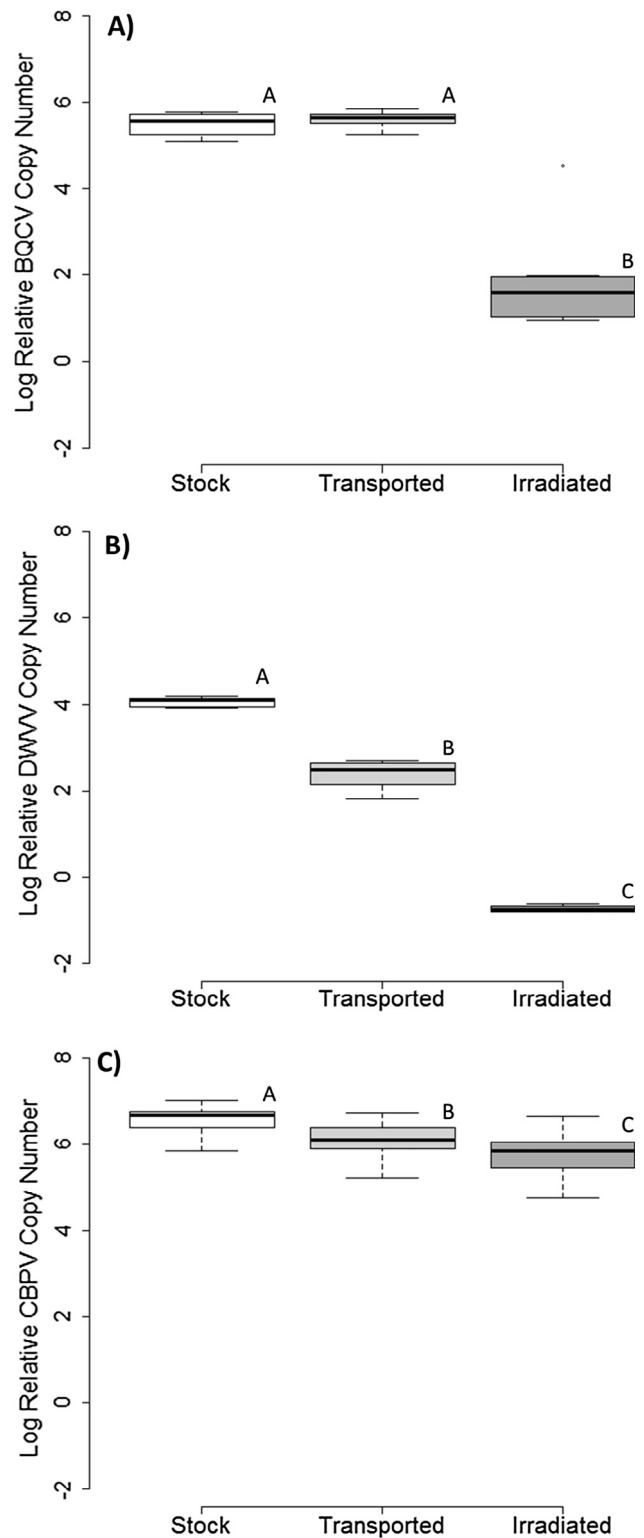 A)
Log Relative BQCV Copy Number
8
6
4
2
0
-2
A
A
B
Stock Transported Irradiated
B)
Log Relative DWVV Copy Number
8
6
4
2
0
-2
A
B
C
Stock Transported Irradiated
C)
Log Relative CBPV Copy Number
8
6
4
2
0
-2
A
B
C
Stock Transported Irradiated